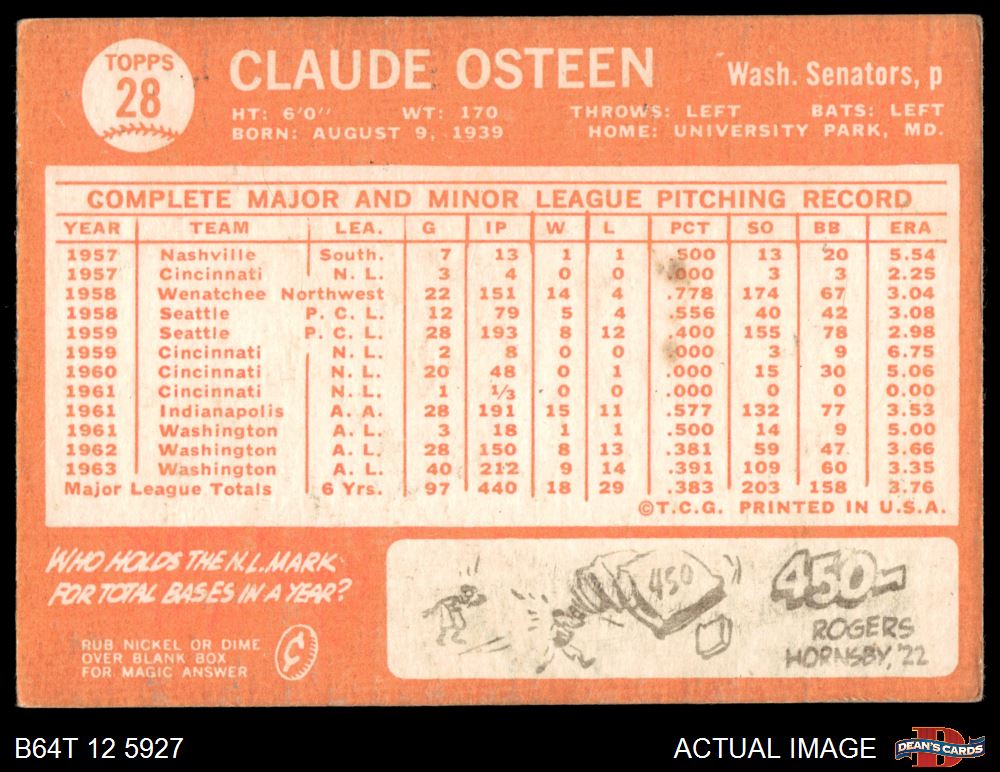 TOPPS
28
CLAUDE OSTEEN
Wash. Senators, p
HT: 6'0" WT: 170 THROWS: LEFT BATS: LEFT
BORN: AUGUST 9, 1939 HOME: UNIVERSITY PARK, MD.
COMPLETE MAJOR AND MINOR LEAGUE PITCHING RECORD
YEAR TEAM LEA. G IP W L PCT SO BB ERA
1957 Nashville South. 7 13 1 1 .500 13 20 5.54
1957 Cincinnati N. L. 3 4 0 0 .000 3 3 2.25
1958 Wenatchee Northwest 22 151 14 4 .778 174 67 3.04
1958 Seattle P. C. L. 12 79 5 4 .556 40 42 3.08
1959 Seattle P. C. L. 28 193 8 12 .400 155 78 2.98
1959 Cincinnati N. L. 2 8 0 0 .000 3 9 6.75
1960 Cincinnati N. L. 20 48 0 1 .000 15 30 5.06
1961 Cincinnati N. L. 1 1/3 0 0 .000 0 0 0.00
1961 Indianapolis A. A. 28 191 15 11 .577 132 77 3.53
1961 Washington A. L. 3 18 1 1 .500 14 9 5.00
1962 Washington A. L. 28 150 8 13 .381 59 47 3.66
1963 Washington A. L. 40 212 9 14 .391 109 60 3.35
Major League Totals 6 Yrs. 97 440 18 29 .383 203 158 3.76
©T.C.G. PRINTED IN U.S.A.
WHO HOLDS THE N.L. MARK
FOR TOTAL BASES IN A YEAR?
RUB NICKEL OR DIME
OVER BLANK BOX
FOR MAGIC ANSWER
¢
450
450-
ROGERS
HORNSBY, '22
B64T 12 5927
ACTUAL IMAGE
D
DEAN'S CARDS